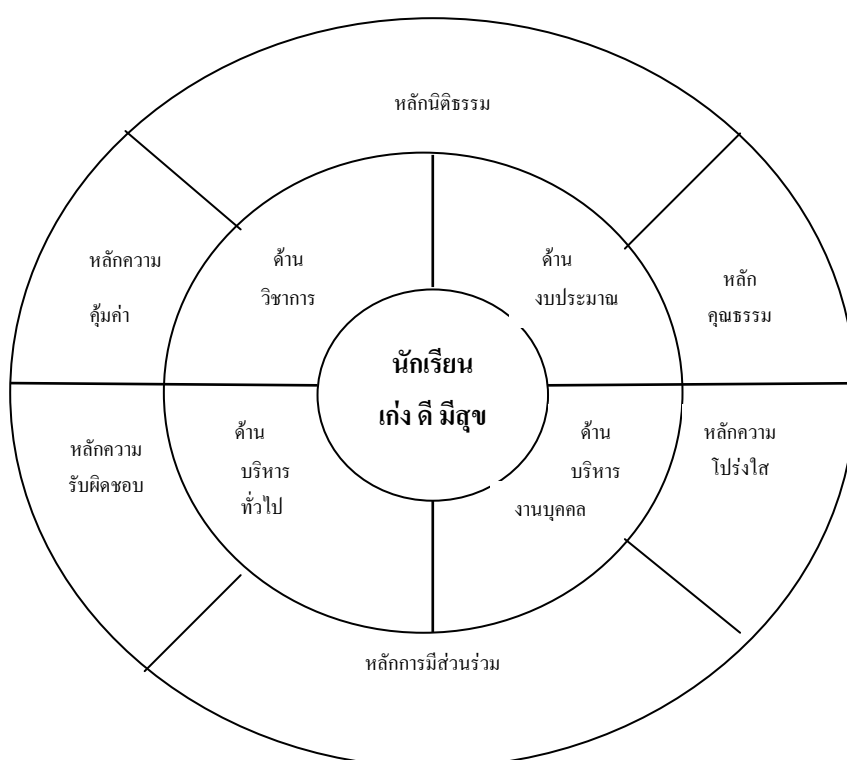 หลักนิติธรรม
หลักความ
คุ้มค่า
ด้าน
วิชาการ
ด้าน
งบประมาณ
หลัก
คุณธรรม
นักเรียน
เก่ง ดี มีสุข
หลักความ
รับผิดชอบ
ด้าน
บริหาร
ทั่วไป
ด้าน
บริหาร
งานบุคคล
หลักความ
โปร่งใส
หลักการมีส่วนร่วม